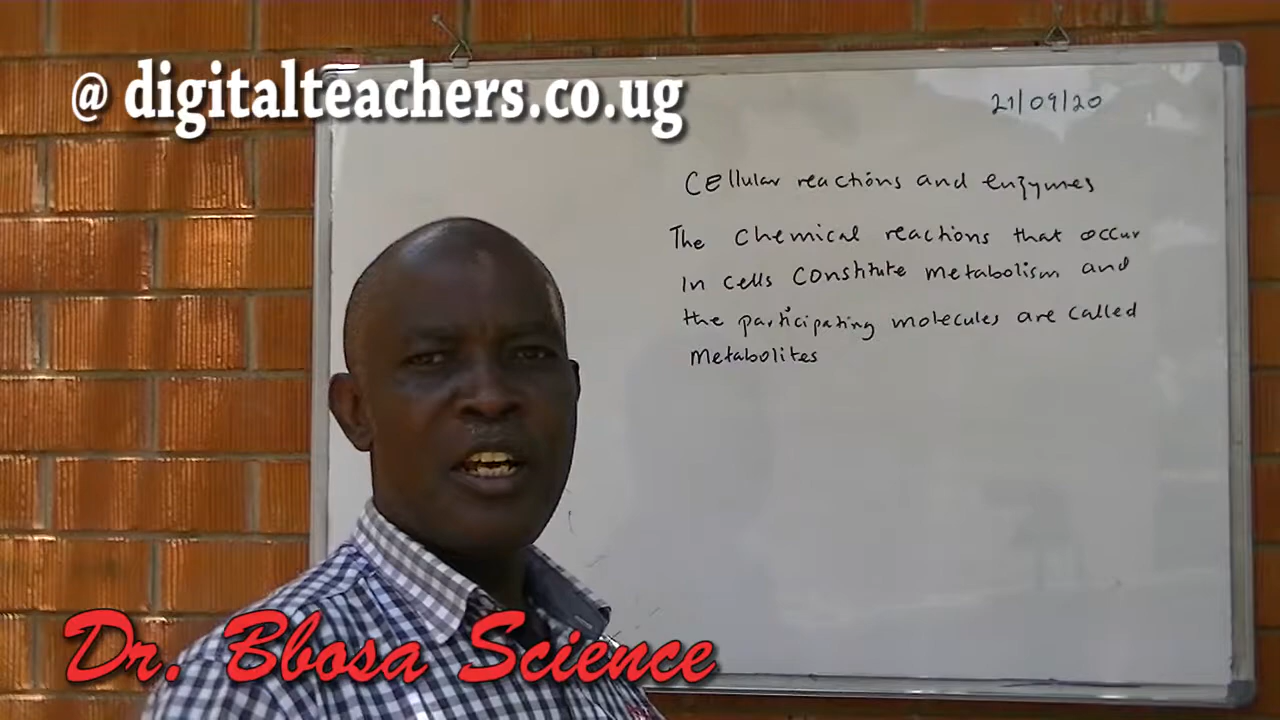 @ digitalteachers.co.ug
21/09/20
Cellular reactions and enzymes
The chemical reactions that occur
in cells constitute metabolism and
the participating molecules are called
metabolites
Dr. Bbosa Science